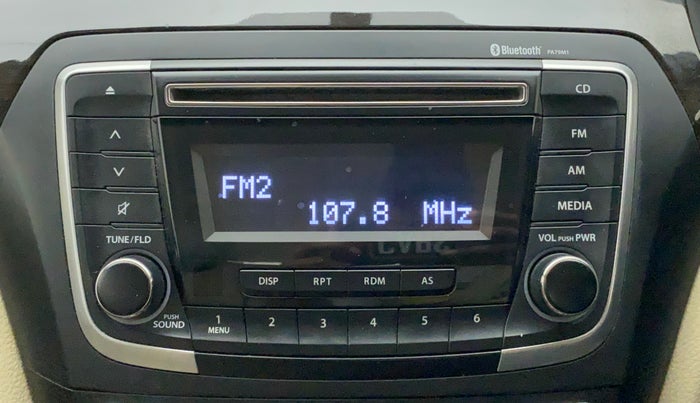 Bluetooth PA79M1
CD
FM2
107.8 MHz
FM
AM
MEDIA
TUNE/FLD
VOL PUSH PWR
DISP RPT RDM AS
PUSH SOUND
1 MENU 2 3 4 5 6